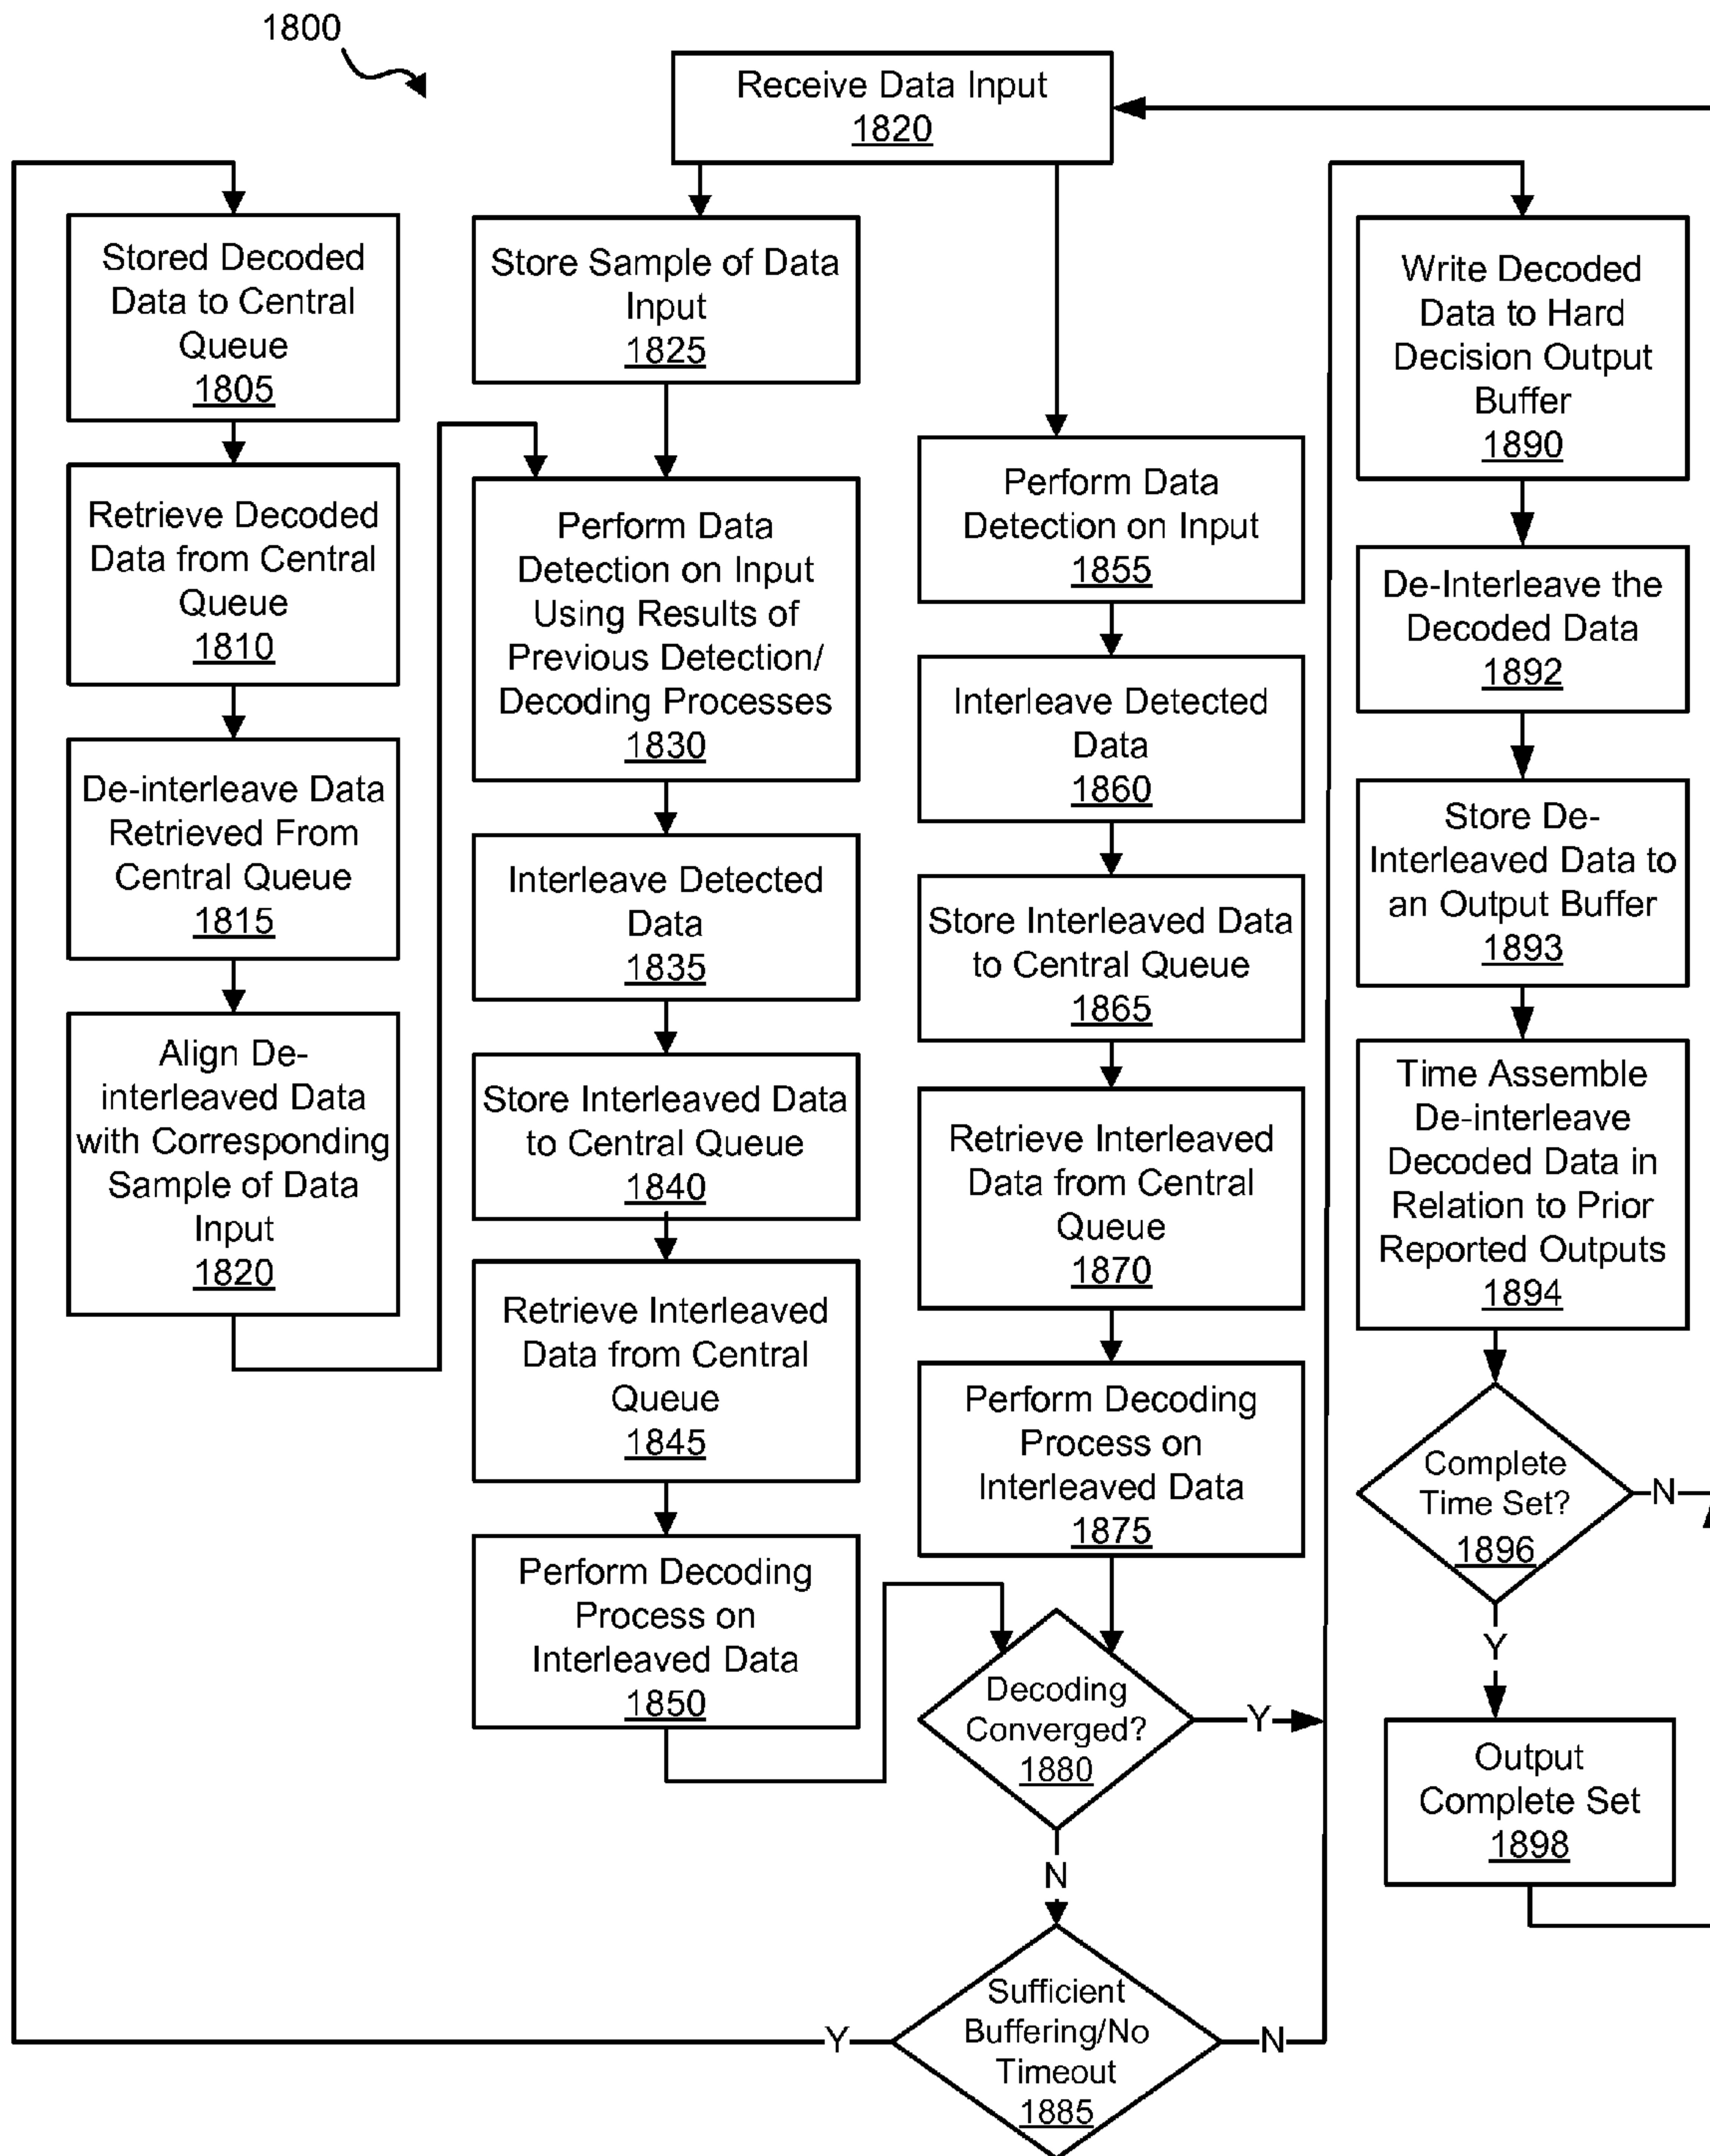 1800
Receive Data Input
1820
Stored Decoded
Data to Central
Queue
1805
Retrieve Decoded
Data from Central
Queue
1810
De-interleave Data
Retrieved From
Central Queue
1815
Align De-
interleaved Data
with Corresponding
Sample of Data
Input
1820
Store Sample of Data
Input
1825
Perform Data
Detection on Input
Using Results of
Previous Detection/
Decoding Processes
1830
Interleave Detected
Data
1835
Store Interleaved Data
to Central Queue
1840
Retrieve Interleaved
Data from Central
Queue
1845
Perform Decoding
Process on
Interleaved Data
1850
Perform Data
Detection on Input
1855
Interleave Detected
Data
1860
Store Interleaved Data
to Central Queue
1865
Retrieve Interleaved
Data from Central
Queue
1870
Perform Decoding
Process on
Interleaved Data
1875
Decoding
Converged?
1880
Y
N
Sufficient
Buffering/No
Timeout
1885
Y
N
Write Decoded
Data to Hard
Decision Output
Buffer
1890
De-Interleave the
Decoded Data
1892
Store De-
Interleaved Data to
an Output Buffer
1893
Time Assemble
De-interleave
Decoded Data in
Relation to Prior
Reported Outputs
1894
Complete
Time Set?
1896
N
Y
Output
Complete Set
1898